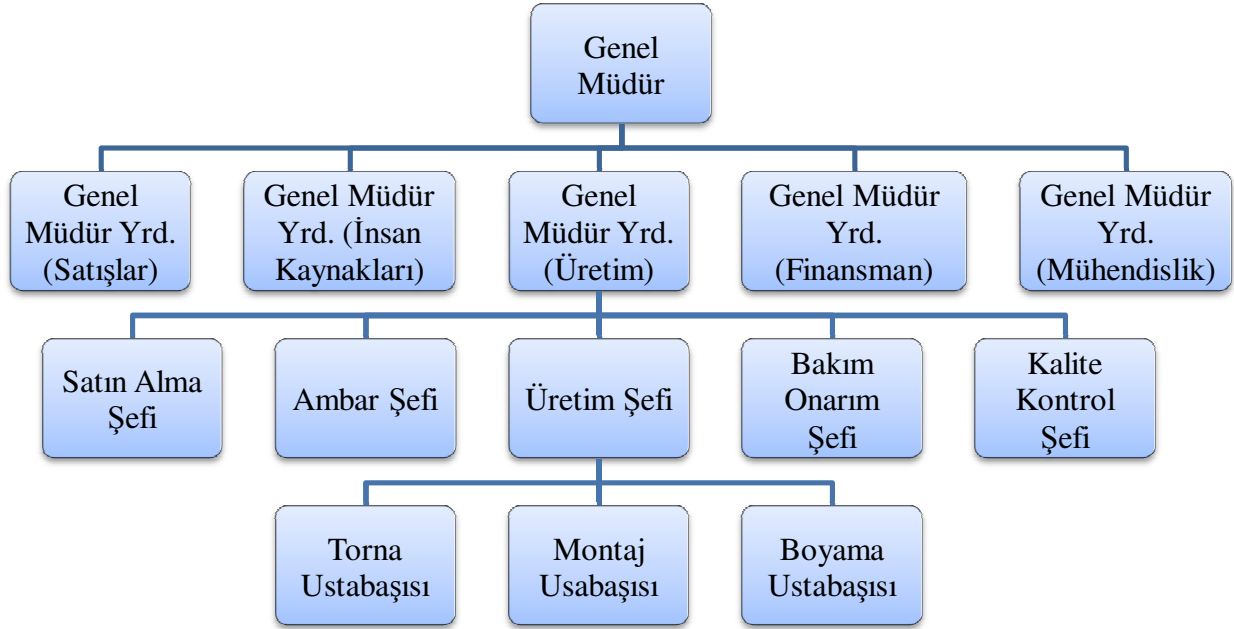 Genel
Müdür
Genel
Müdür Yrd.
(Satışlar)
Genel Müdür
Yrd. (İnsan
Kaynakları)
Genel
Müdür Yrd.
(Üretim)
Genel Müdür
Yrd.
(Finansman)
Genel Müdür
Yrd.
(Mühendislik)
Satın Alma
Şefi
Ambar Şefi
Üretim Şefi
Bakım
Onarım
Şefi
Kalite
Kontrol
Şefi
Torna
Ustabaşısı
Montaj
Usabaşısı
Boyama
Ustabaşısı